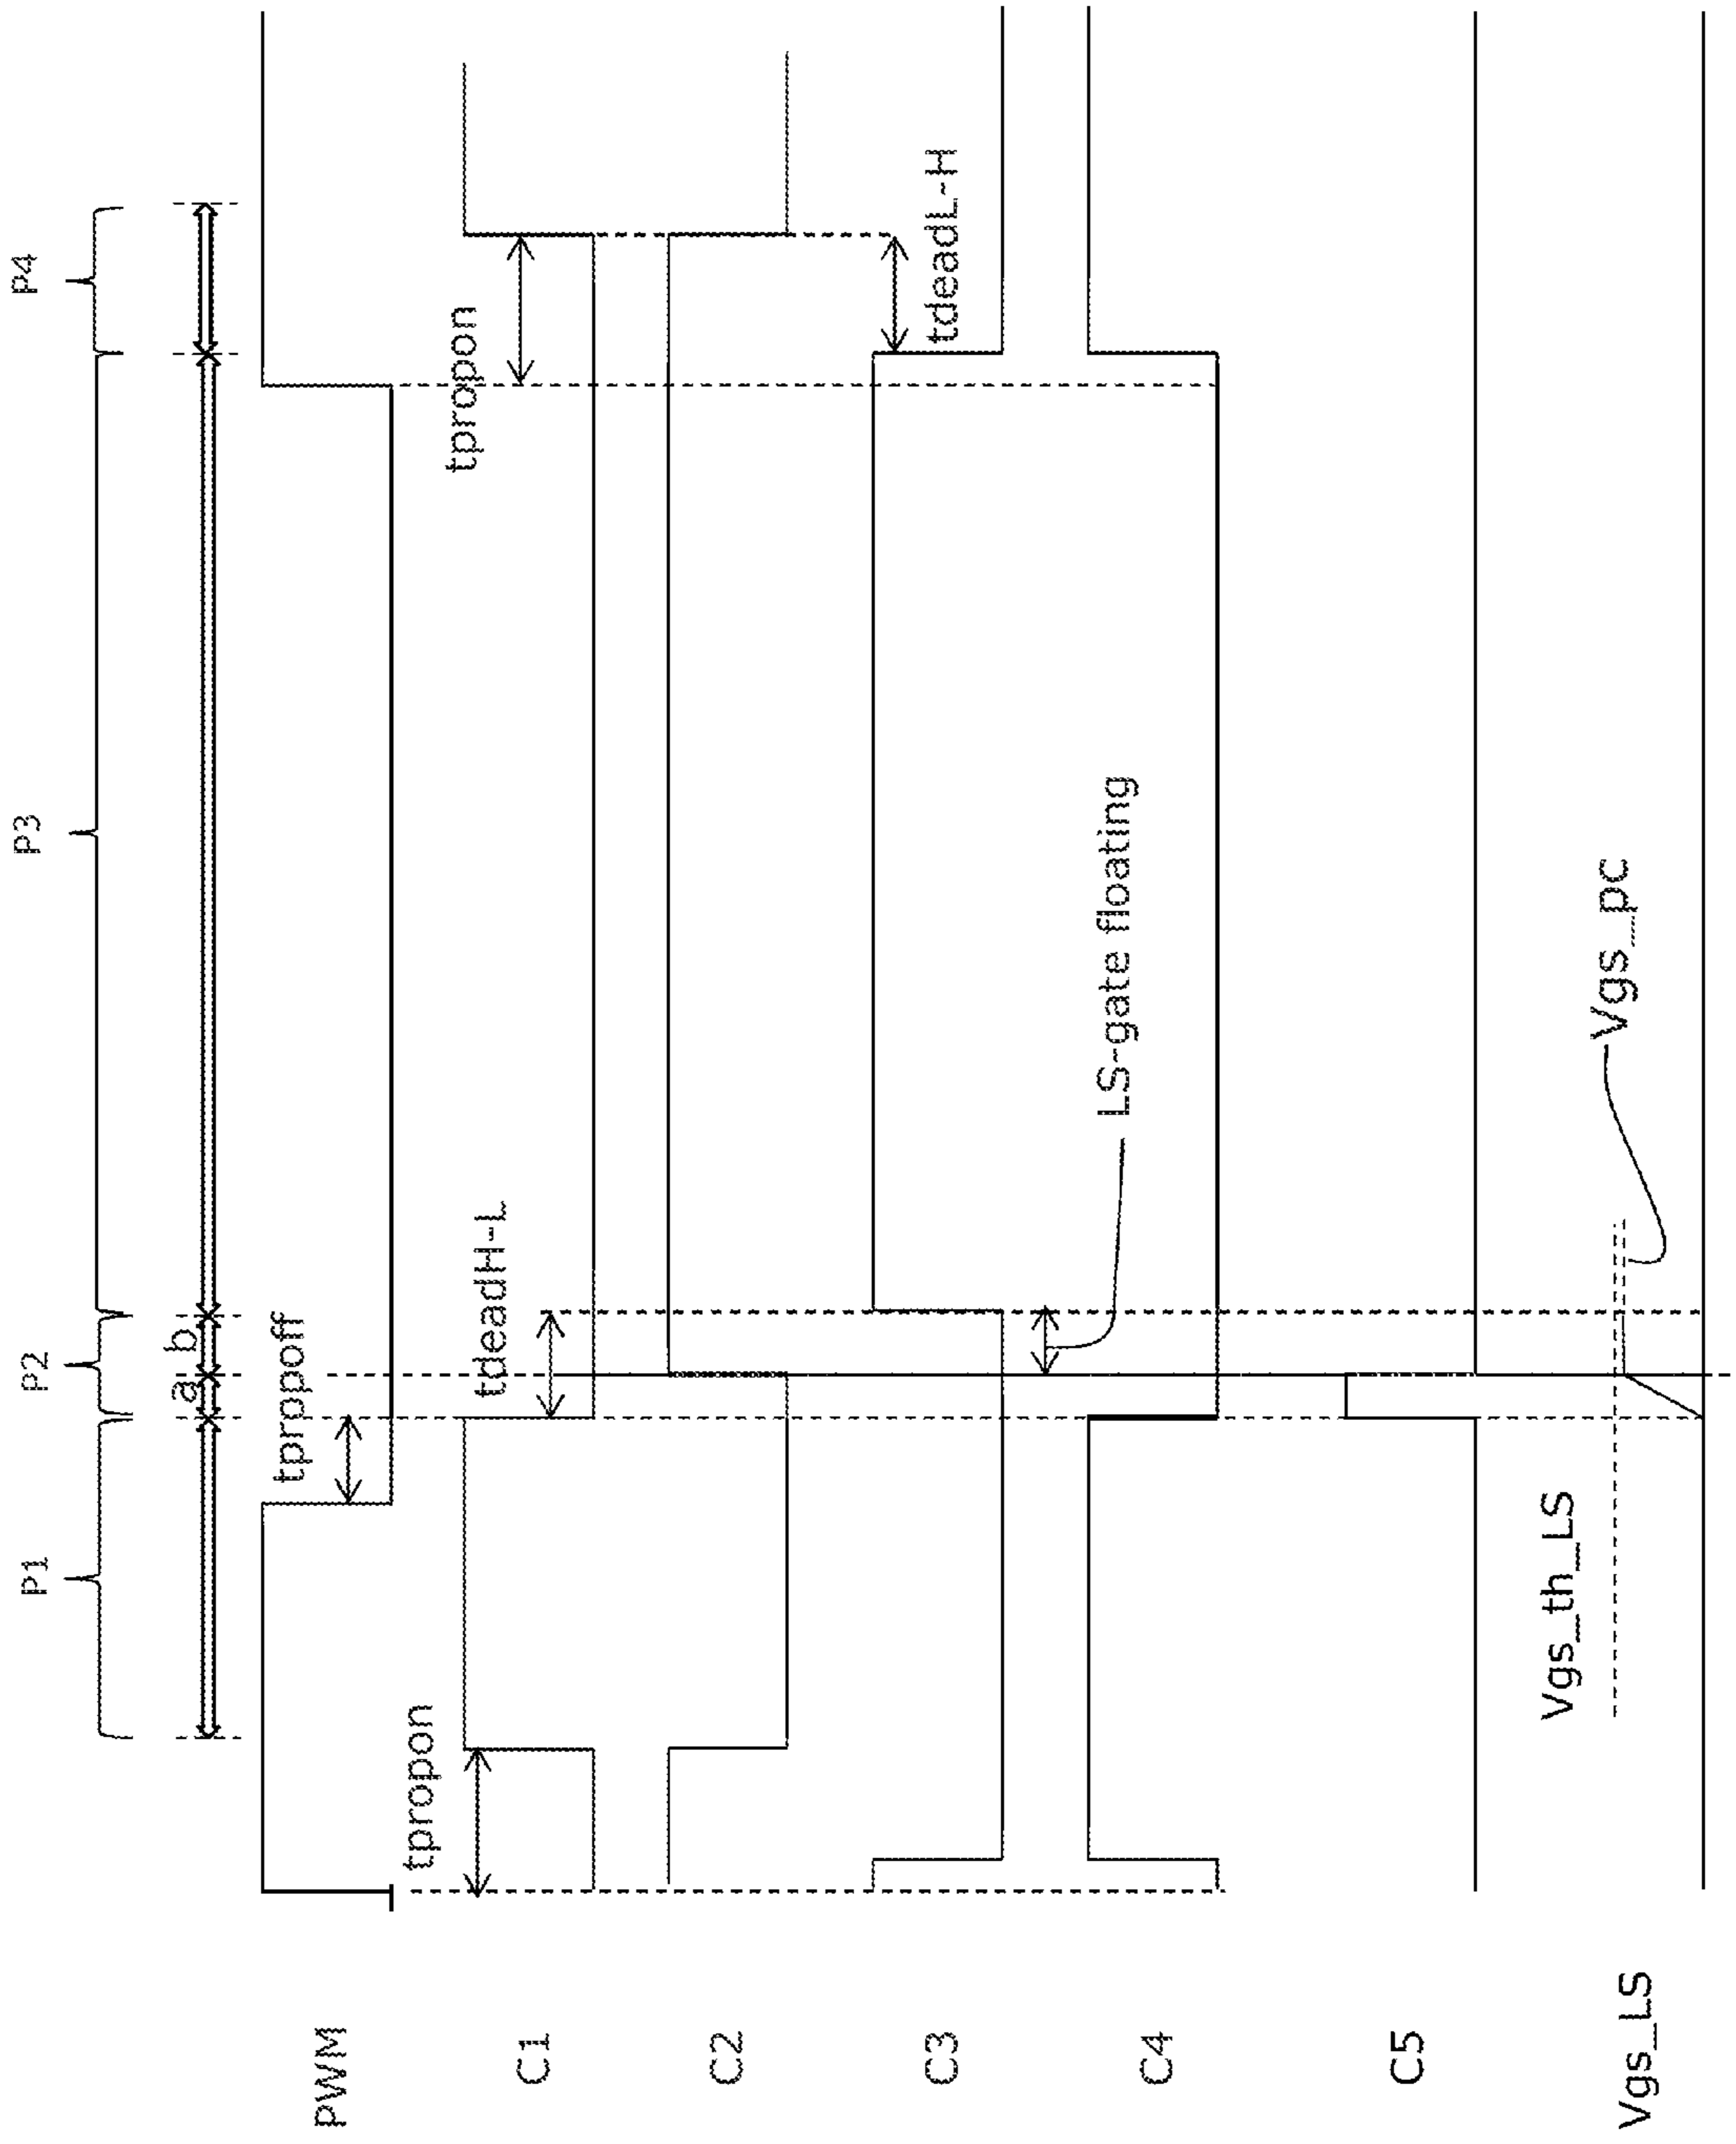 P1
P2
P3
P4
a
b
PWM
tpropoff
C1
tpropon
tdeadH-L
tpropon
C2
C3
tdeadL-H
C4
LS-gate floating
C5
Vgs_th_LS
Vgs_pc
Vgs_LS